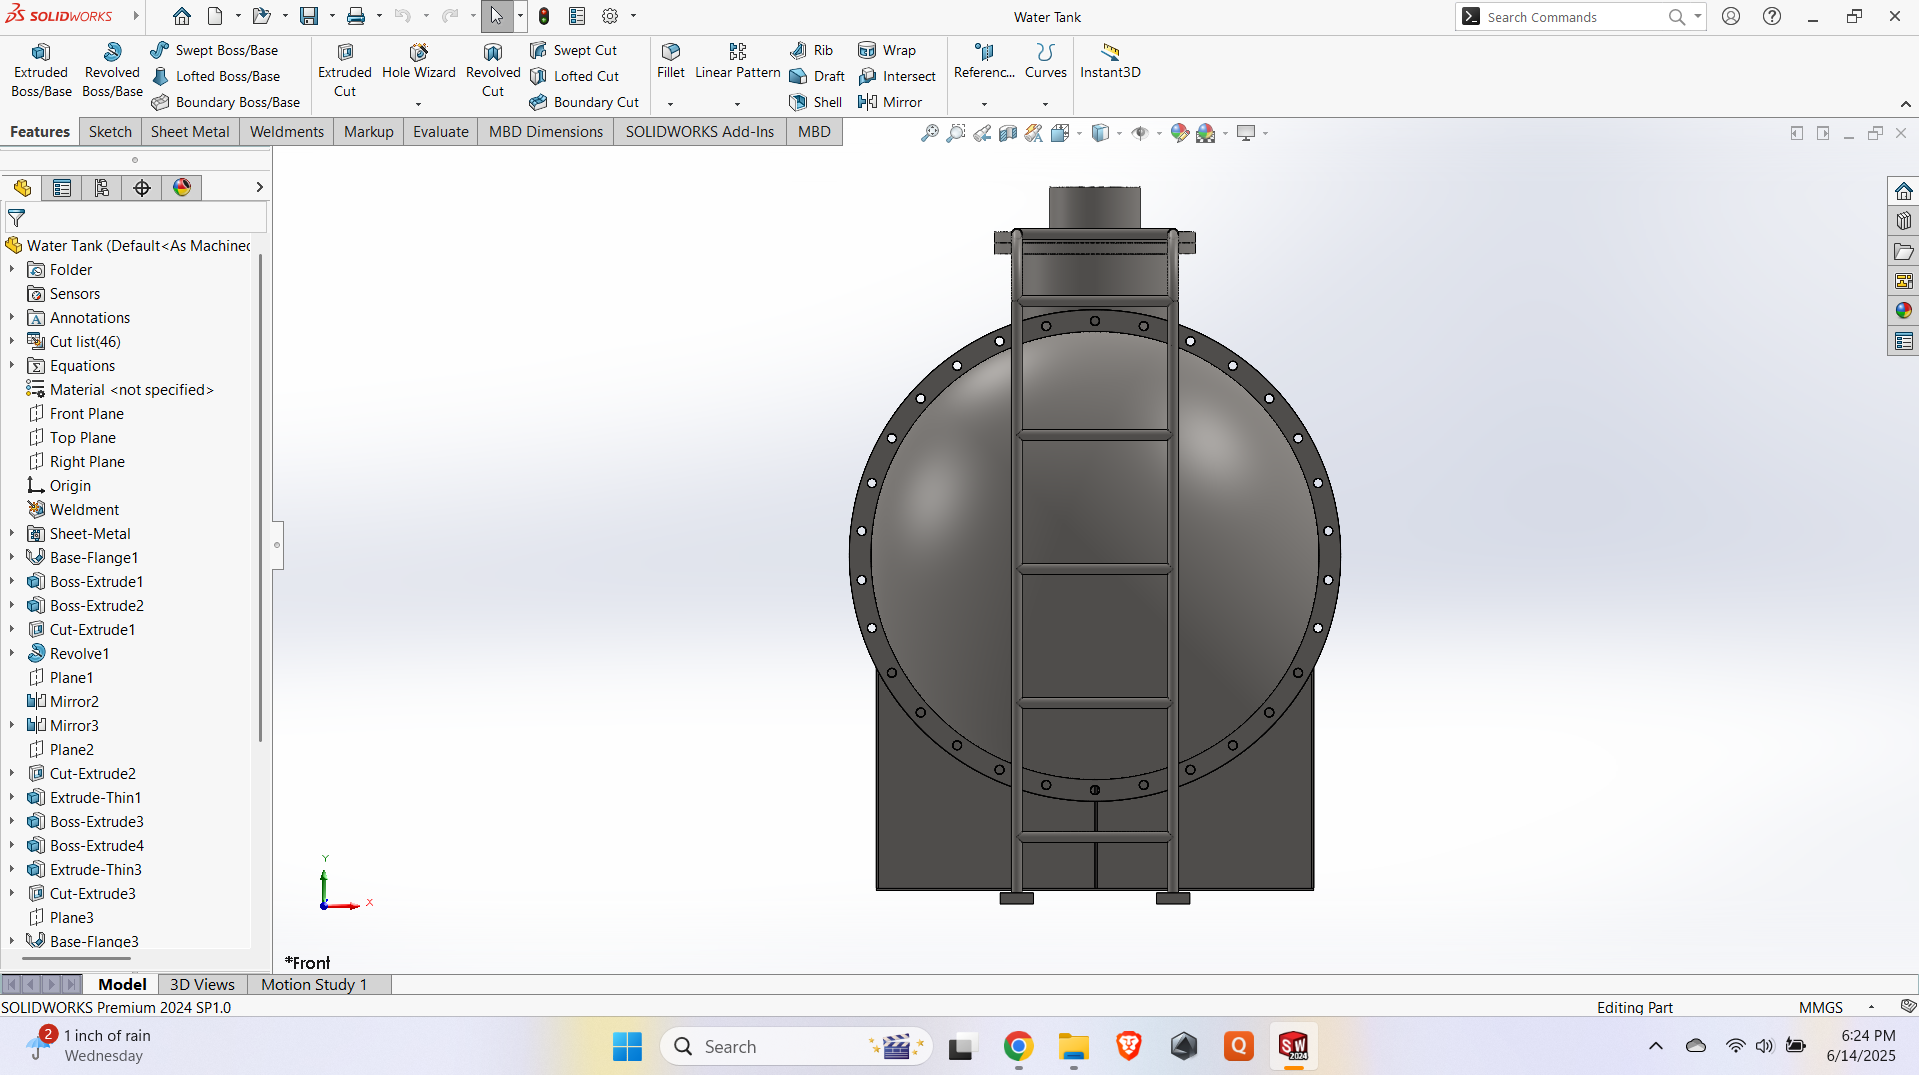 SOLIDWORKS
Water Tank
Search Commands
Extruded Boss/Base
Revolved Boss/Base
Swept Boss/Base
Lofted Boss/Base
Boundary Boss/Base
Extruded Cut
Hole Wizard
Revolved Cut
Swept Cut
Lofted Cut
Boundary Cut
Fillet
Linear Pattern
Rib
Draft
Shell
Wrap
Intersect
Mirror
Referenc...
Curves
Instant3D
Features
Sketch
Sheet Metal
Weldments
Markup
Evaluate
MBD Dimensions
SOLIDWORKS Add-Ins
MBD
Water Tank (Default<As Machined
Folder
Sensors
Annotations
Cut list(46)
Equations
Material <not specified>
Front Plane
Top Plane
Right Plane
Origin
Weldment
Sheet-Metal
Base-Flange1
Boss-Extrude1
Boss-Extrude2
Cut-Extrude1
Revolve1
Plane1
Mirror2
Mirror3
Plane2
Cut-Extrude2
Extrude-Thin1
Boss-Extrude3
Boss-Extrude4
Extrude-Thin3
Cut-Extrude3
Plane3
Base-Flange3
Y
X
*Front
Model
3D Views
Motion Study 1
SOLIDWORKS Premium 2024 SP1.0
Editing Part
MMGS
2
1 inch of rain
Wednesday
Search
Q
SW
2024
6:24 PM
6/14/2025